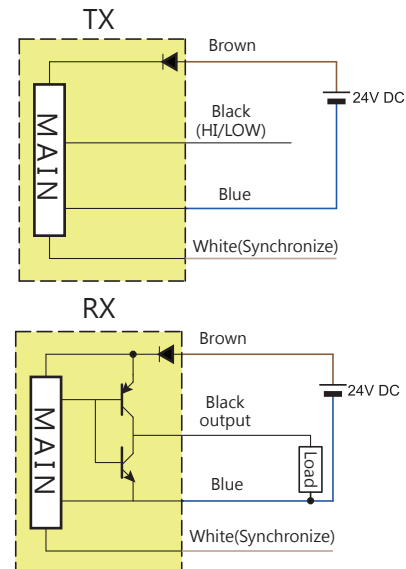 TX
Brown
24V DC
Black
(HI/LOW)
MAIN
Blue
White(Synchronize)
RX
Brown
24V DC
Black
output
MAIN
Load
Blue
White(Synchronize)